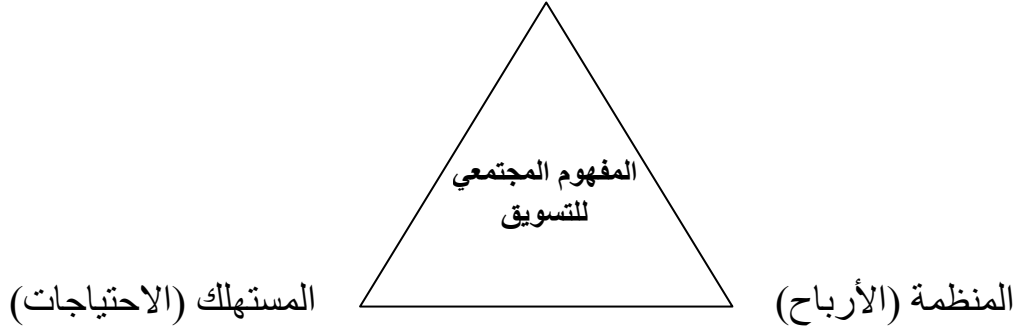 المفهوم المجتمعي
للتسويق
المنظمة (الأرباح)
المستهلك (الاحتياجات)